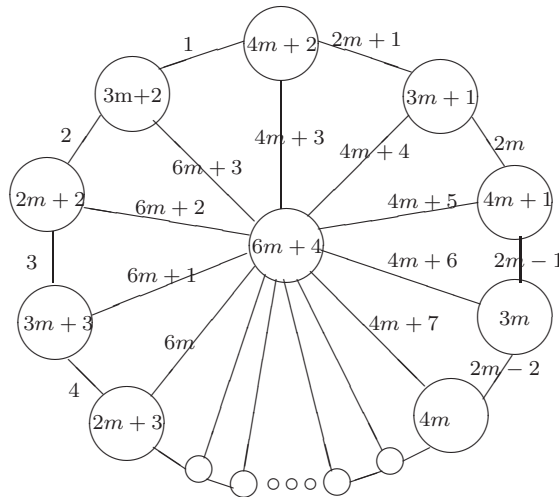 1
4m + 2
2m + 1
3m+2
3m + 1
2
4m + 3
2m
6m + 3
4m + 4
2m + 2
6m + 2
4m + 5
4m + 1
3
6m + 4
6m + 1
4m + 6
2m − 1
3m + 3
3m
6m
4m + 7
2m − 2
4
2m + 3
4m